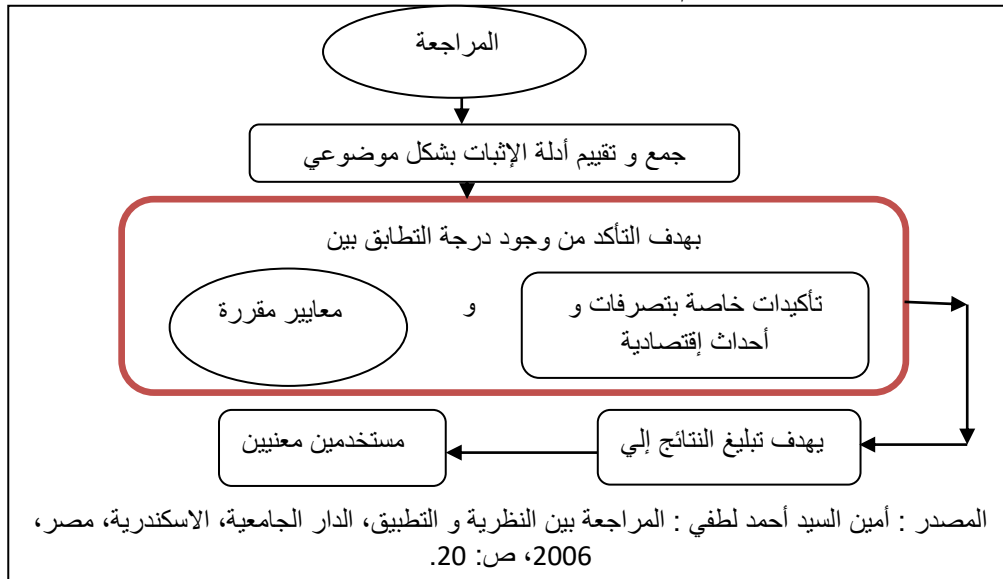 المراجعة
جمع و تقييم أدلة الإثبات بشكل موضوعي
بهدف التأكد من وجود درجة التطابق بين
تأكيدات خاصة بتصرفات و
أحداث إقتصادية
و
معايير مقررة
يهدف تبليغ النتائج إلي
مستخدمين معنيين
المصدر : أمين السيد أحمد لطفي : المراجعة بين النظرية و التطبيق، الدار الجامعية، الاسكندرية، مصر،
2006، ص: 20.